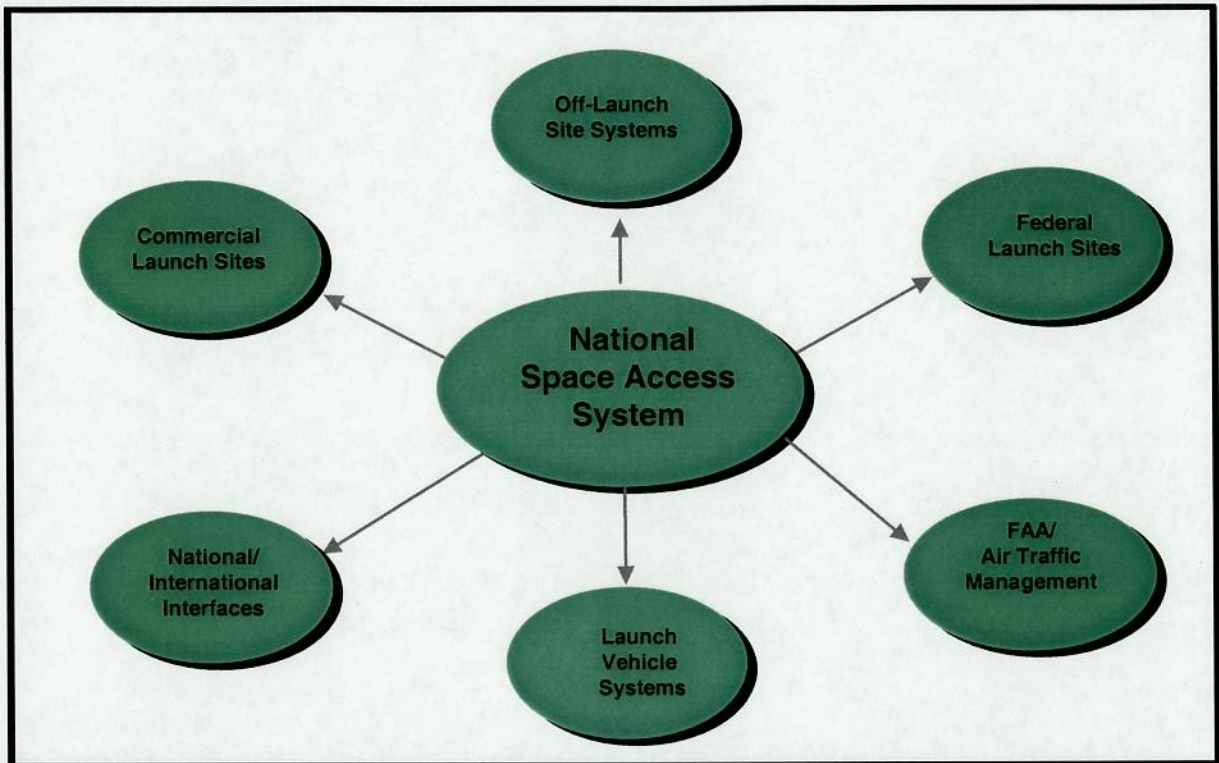 Off-Launch
Site Systems
Commercial
Launch Sites
Federal
Launch Sites
National
Space Access
System
National/
International
Interfaces
FAA/
Air Traffic
Management
Launch
Vehicle
Systems